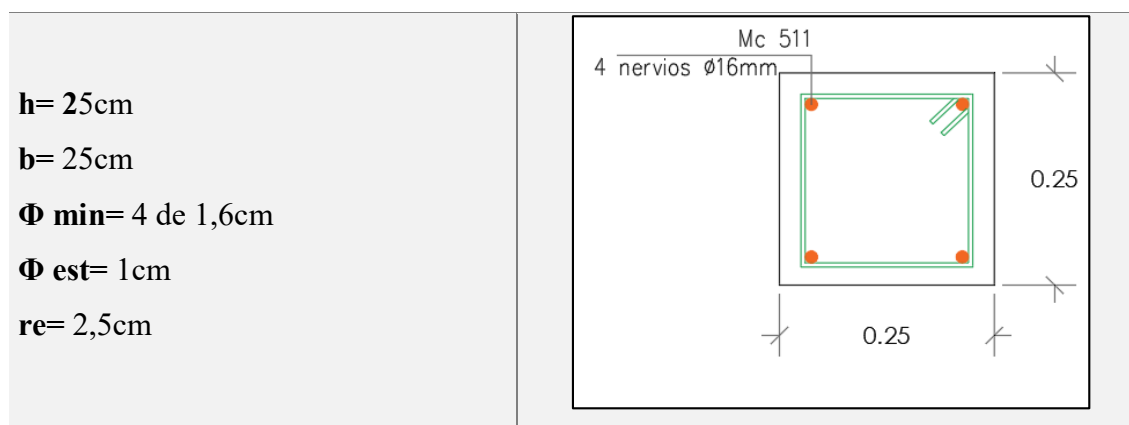 h= 25cm
b= 25cm
Φ min= 4 de 1,6cm
Φ est= 1cm
re= 2,5cm
Mc 511
4 nervios Ø16mm
0.25
0.25